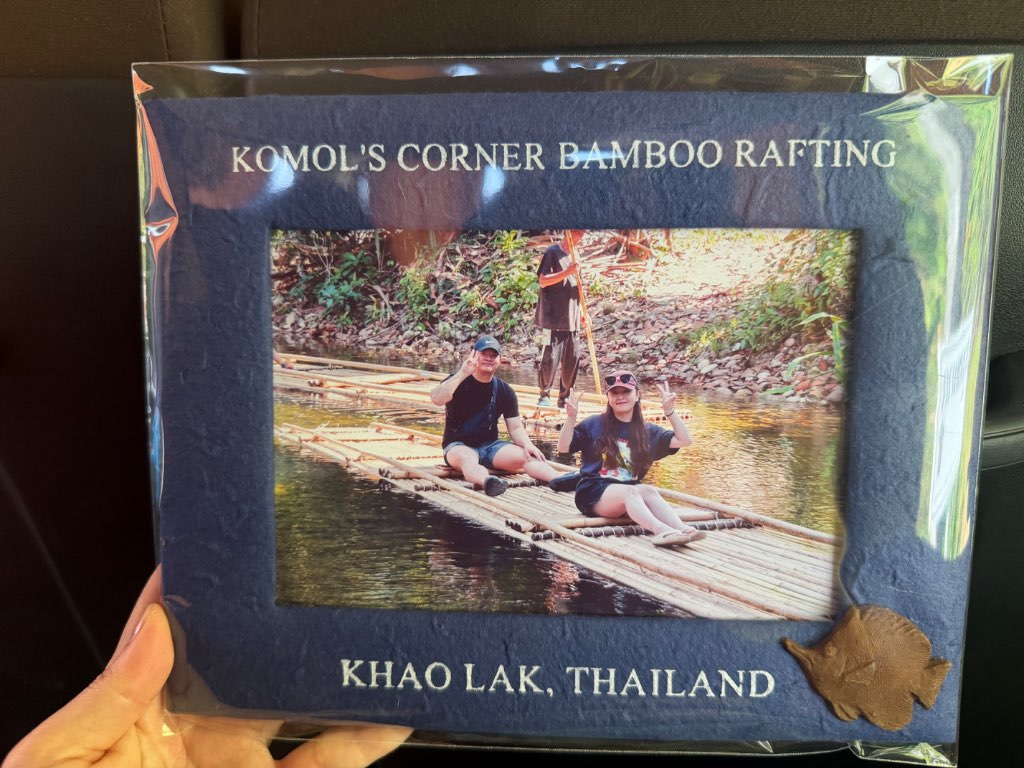 KOMOL'S CORNER BAMBOO RAFTING
KHAO LAK, THAILAND